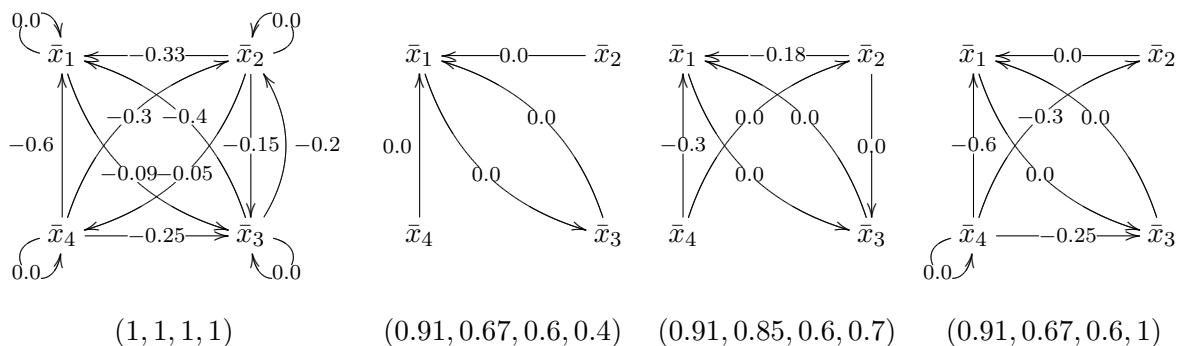 0.0 0.0
x̄₁ −0.33 x̄₂ x̄₁ 0.0 x̄₂ x̄₁ −0.18 x̄₂ x̄₁ 0.0 x̄₂
−0.3 −0.4 0.0 0.0 0.0 −0.3 0.0
−0.6 −0.15 −0.2 0.0 −0.3 0.0 −0.6
−0.09 −0.05 0.0 0.0 0.0
x̄₄ −0.25 x̄₃ x̄₄ x̄₃ x̄₄ x̄₃ x̄₄ −0.25 x̄₃
0.0 0.0 0.0
(1, 1, 1, 1) (0.91, 0.67, 0.6, 0.4) (0.91, 0.85, 0.6, 0.7) (0.91, 0.67, 0.6, 1)